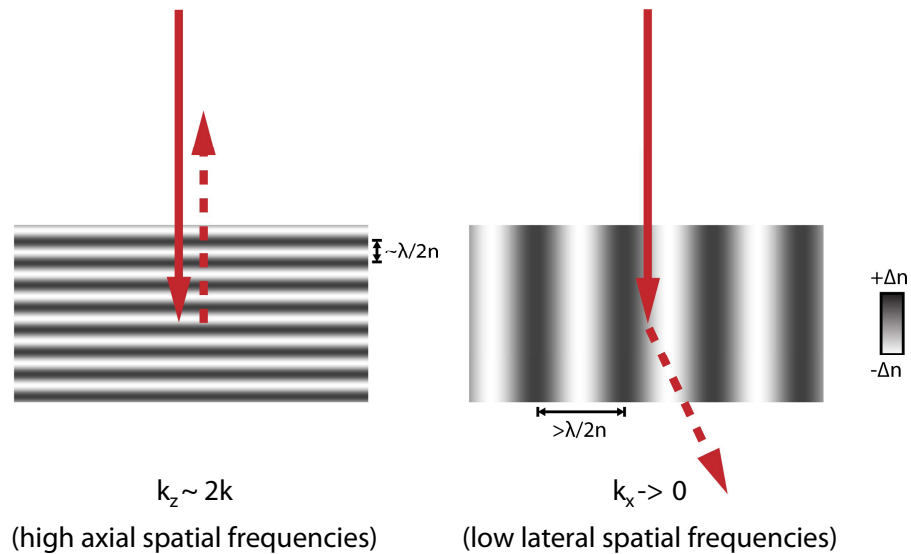 ~λ/2n
>λ/2n
+Δn
-Δn
k_z ~ 2k
(high axial spatial frequencies)
k_x -> 0
(low lateral spatial frequencies)